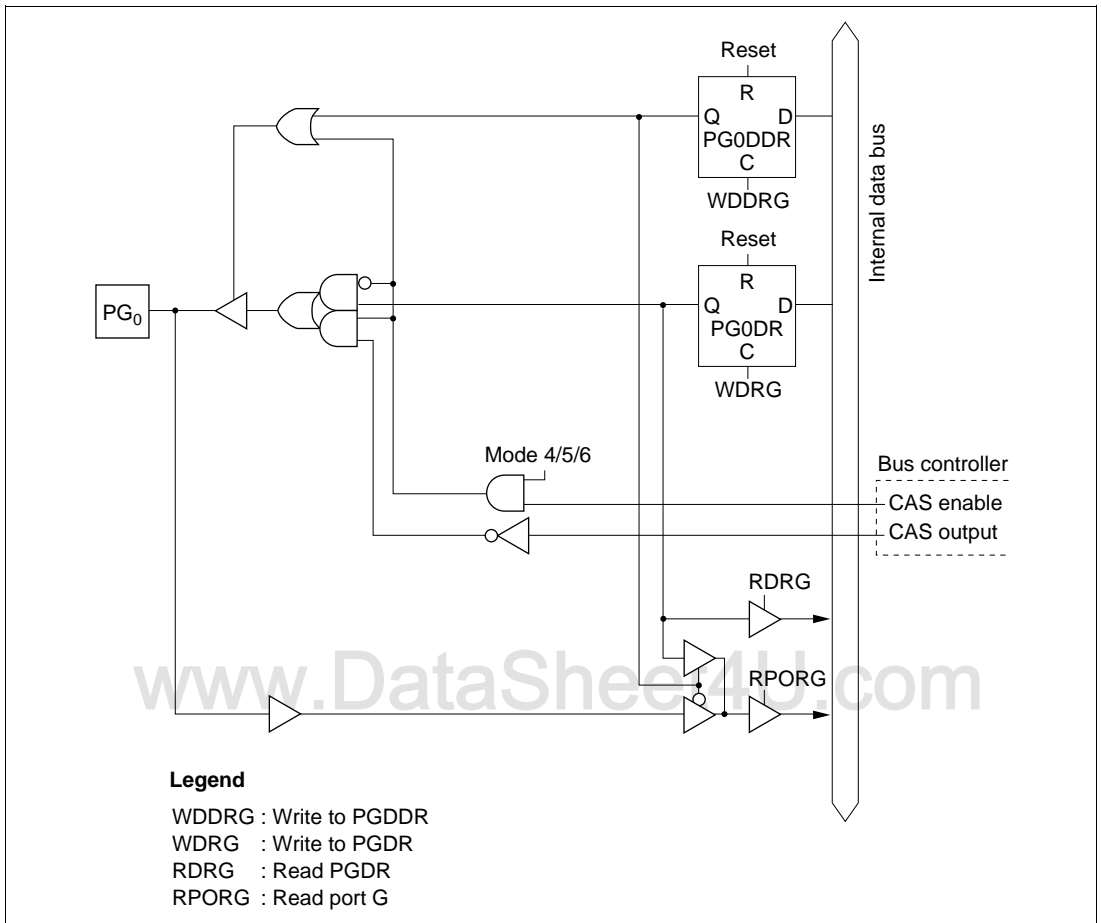 Reset
R
Q D
PG0DDR
C
WDDRG
Reset
R
Q D
PG0DR
C
WDRG
Internal data bus
PG0
Mode 4/5/6
Bus controller
CAS enable
CAS output
RDRG
RPORG
www.DataSheet4U.com
Legend
WDDRG : Write to PGDDR
WDRG : Write to PGDR
RDRG : Read PGDR
RPORG : Read port G